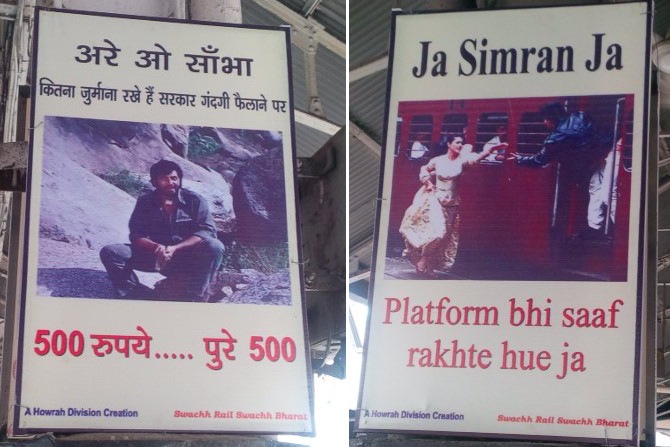 अरे ओ साँभा
कितना जुर्माना रखे हैं सरकार गंदगी फैलाने पर
500 रुपये..... पुरे 500
A Howrah Division Creation
Swachh Rail Swachh Bharat
Ja Simran Ja
Platform bhi saaf
rakhte hue ja
A Howrah Division Creation
Swachh Rail Swachh Bharat